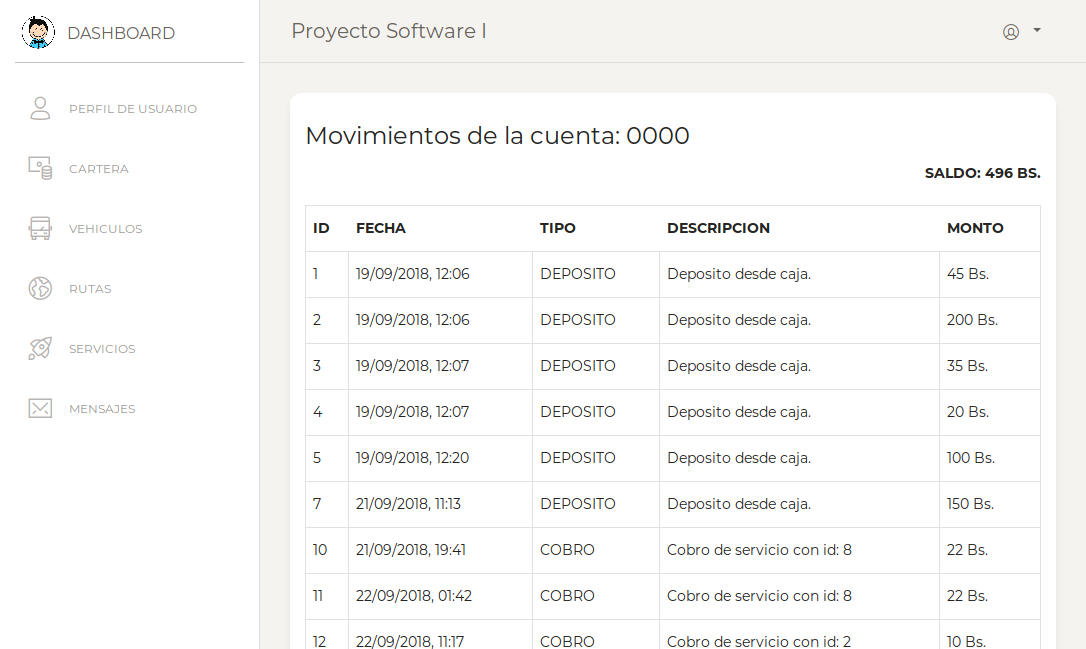 DASHBOARD
Proyecto Software I
PERFIL DE USUARIO
CARTERA
VEHICULOS
RUTAS
SERVICIOS
MENSAJES
Movimientos de la cuenta: 0000
SALDO: 496 BS.
ID FECHA TIPO DESCRIPCION MONTO
1 19/09/2018, 12:06 DEPOSITO Deposito desde caja. 45 Bs.
2 19/09/2018, 12:06 DEPOSITO Deposito desde caja. 200 Bs.
3 19/09/2018, 12:07 DEPOSITO Deposito desde caja. 35 Bs.
4 19/09/2018, 12:07 DEPOSITO Deposito desde caja. 20 Bs.
5 19/09/2018, 12:20 DEPOSITO Deposito desde caja. 100 Bs.
7 21/09/2018, 11:13 DEPOSITO Deposito desde caja. 150 Bs.
10 21/09/2018, 19:41 COBRO Cobro de servicio con id: 8 22 Bs.
11 22/09/2018, 01:42 COBRO Cobro de servicio con id: 8 22 Bs.
12 22/09/2018, 11:17 COBRO Cobro de servicio con id: 2 10 Bs.